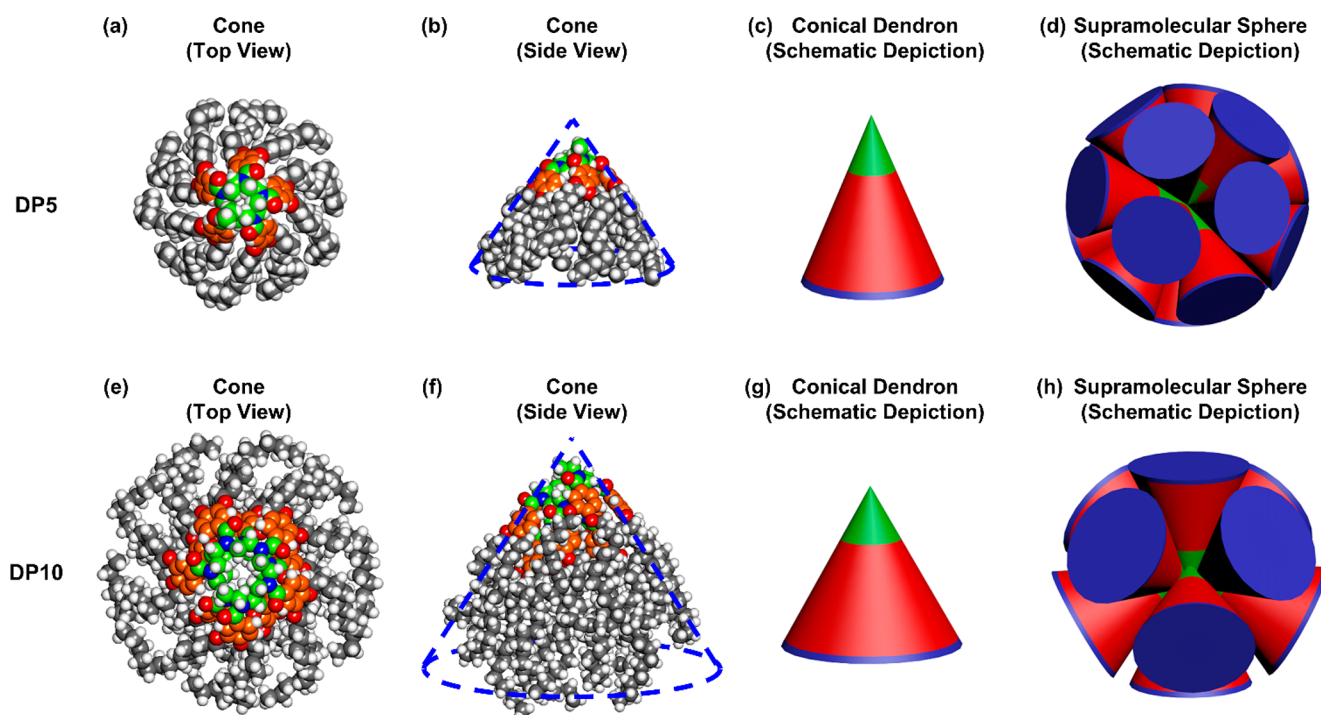 (a) Cone
(Top View)
(b) Cone
(Side View)
(c) Conical Dendron
(Schematic Depiction)
(d) Supramolecular Sphere
(Schematic Depiction)
DP5
(e) Cone
(Top View)
(f) Cone
(Side View)
(g) Conical Dendron
(Schematic Depiction)
(h) Supramolecular Sphere
(Schematic Depiction)
DP10